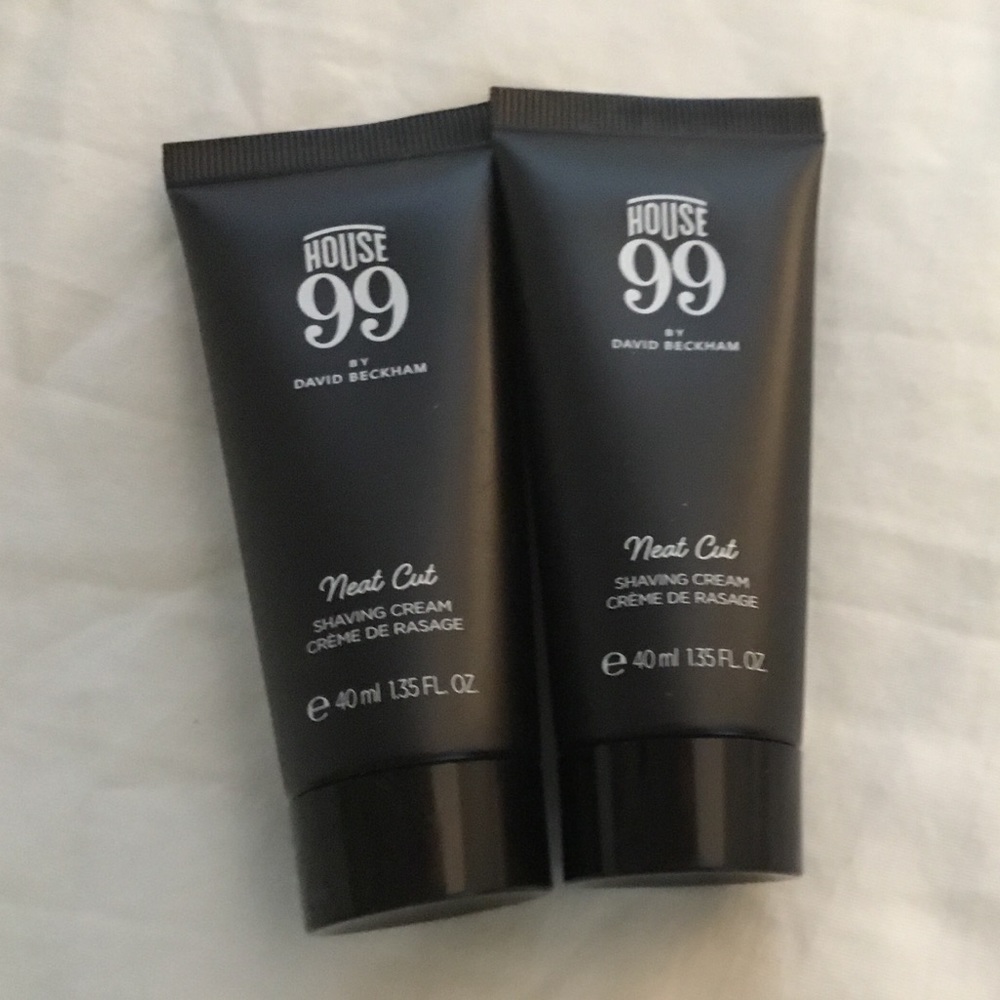 HOUSE
99
BY
DAVID BECKHAM
Neat Cut
SHAVING CREAM
CRÈME DE RASAGE
e 40 ml 1.35 FL. OZ.
HOUSE
99
BY
DAVID BECKHAM
Neat Cut
SHAVING CREAM
CRÈME DE RASAGE
e 40 ml 1.35 FL. OZ.